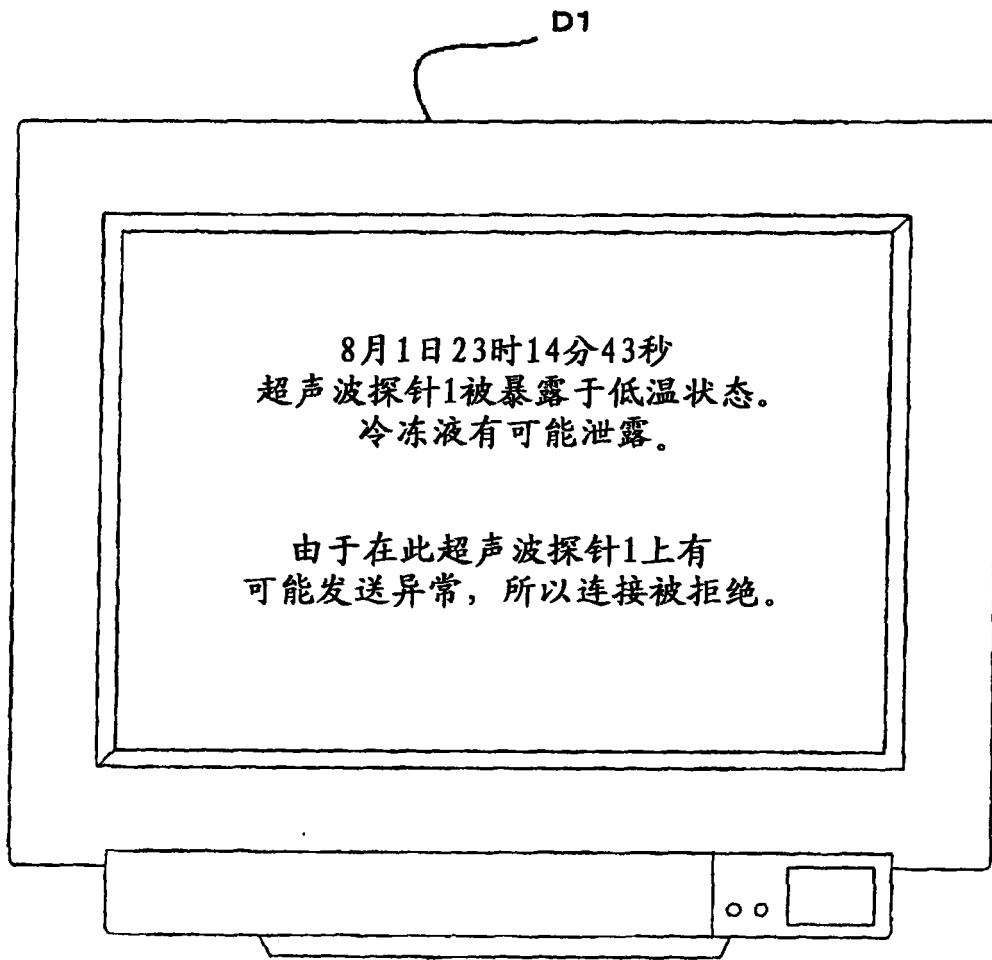 D1
8月1日23时14分43秒
超声波探针1被暴露于低温状态。
冷冻液有可能泄露。
由于在此超声波探针1上有
可能发送异常，所以连接被拒绝。